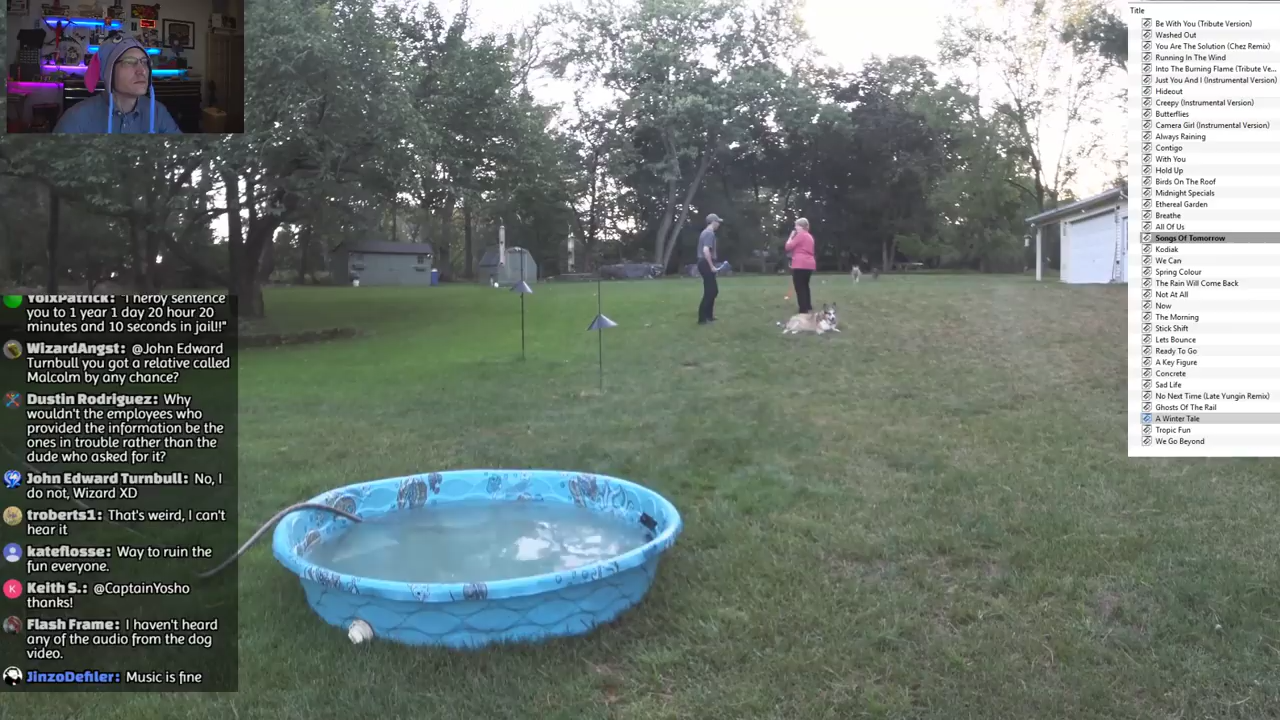 YolxPatrick: "I herby sentence
you to 1 year 1 day 20 hour 20
minutes and 10 seconds in jail!!"
WizardAngst: @John Edward
Turnbull you got a relative called
Malcolm by any chance?
Dustin Rodriguez: Why
wouldn't the employees who
provided the information be the
ones in trouble rather than the
dude who asked for it?
John Edward Turnbull: No, I
do not, Wizard XD
troberts1: That's weird, I can't
hear it
kateflosse: Way to ruin the
fun everyone.
K
Keith S.: @CaptainYosho
thanks!
Flash Frame: I haven't heard
any of the audio from the dog
video.
JinzoDefiler: Music is fine
Title
Be With You (Tribute Version)
Washed Out
You Are The Solution (Chez Remix)
Running In The Wind
Into The Burning Flame (Tribute Ve...
Just You And I (Instrumental Version)
Hideout
Creepy (Instrumental Version)
Butterflies
Camera Girl (Instrumental Version)
Always Raining
Contigo
With You
Hold Up
Birds On The Roof
Midnight Specials
Ethereal Garden
Breathe
All Of Us
Songs Of Tomorrow
Kodiak
We Can
Spring Colour
The Rain Will Come Back
Not At All
Now
The Morning
Stick Shift
Lets Bounce
Ready To Go
A Key Figure
Concrete
Sad Life
No Next Time (Late Yungin Remix)
Ghosts Of The Rail
A Winter Tale
Tropic Fun
We Go Beyond